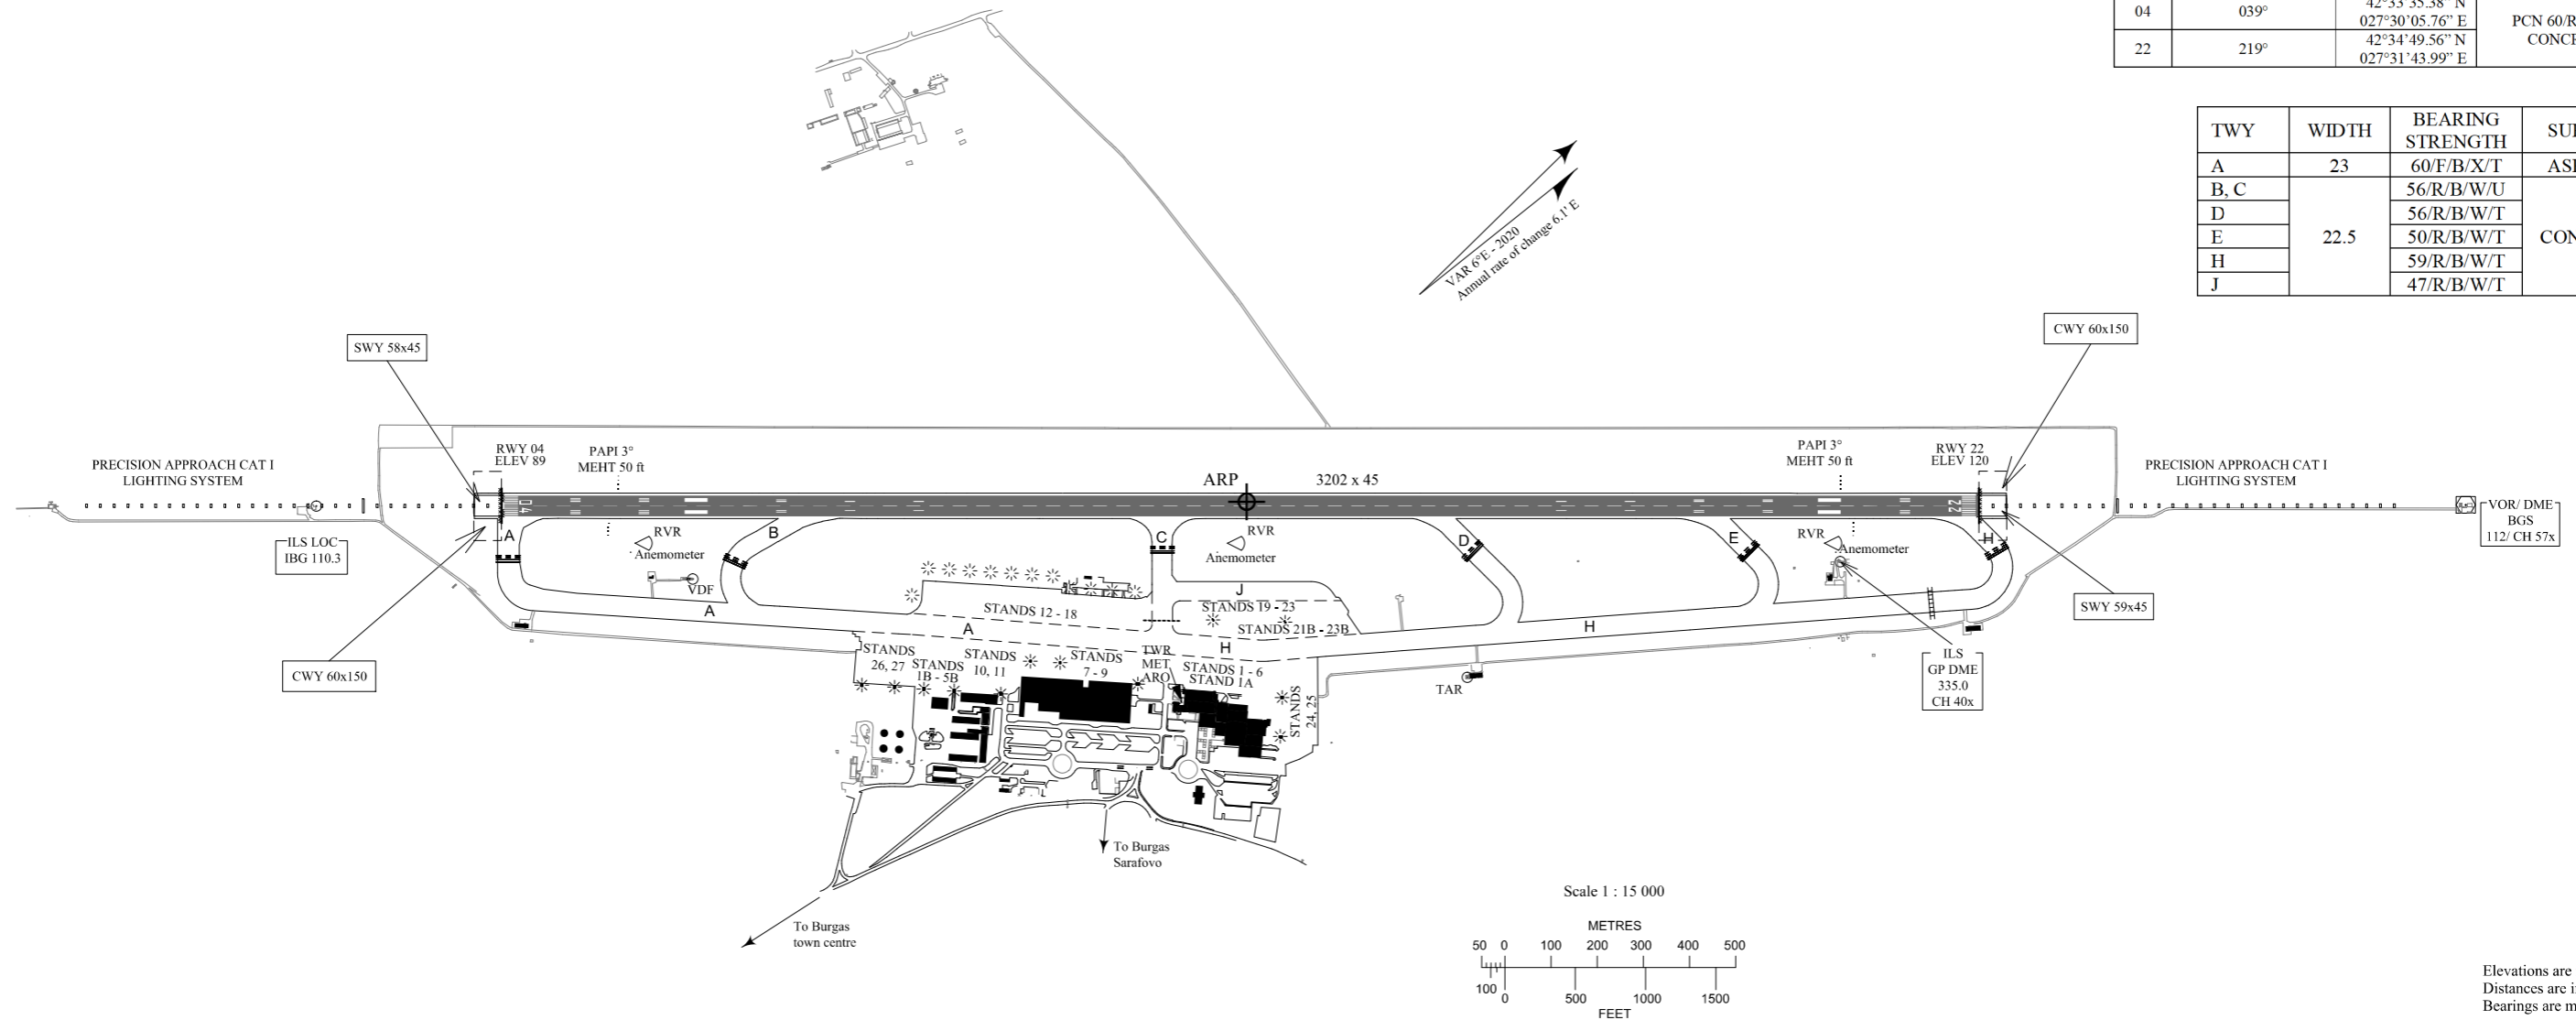 04 039° 42°33'35.38” N
027°30'05.76” E
PCN 60/R
22 219° 42°34’49.56” N
027°31’43.99” E
TWY WIDTH BEARING
STRENGTH
A 23 60/F/B/X/T
B, C 56/R/B/W/U
D 56/R/B/W/T
E 22.5 50/R/B/W/T
H 59/R/B/W/T
J 47/R/B/W/T
VAR 6°E - 2020
Annual rate of change 6.1' E
SWY 58x45
CWY 60x150
PRECISION APPROACH CAT I
LIGHTING SYSTEM
RWY 04
ELEV 89
PAPI 3°
MEHT 50 ft
ARP
3202 x 45
PAPI 3°
MEHT 50 ft
RWY 22
ELEV 120
PRECISION APPROACH CAT I
LIGHTING SYSTEM
04
22
ILS LOC
IBG 110.3
A
RVR
Anemometer
B
C
RVR
Anemometer
D
E
RVR
Anemometer
H
VOR/ DME
BGS
112/ CH 57x
VDF
A
STANDS 12 - 18
J
STANDS 19 - 23
STANDS 21B - 23B
SWY 59x45
A
H
H
CWY 60x150
STANDS
26, 27
STANDS
1B - 5B
STANDS
10, 11
STANDS
7 - 9
TWR
MET
ARO
STANDS 1 - 6
STAND 1A
STANDS
24, 25
TAR
ILS
GP DME
335.0
CH 40x
To Burgas
Sarafovo
To Burgas
town centre
Scale 1 : 15 000
METRES
50 0 100 200 300 400 500
100 0 500 1000 1500
FEET
Elevations are
Distances are
Bearings are